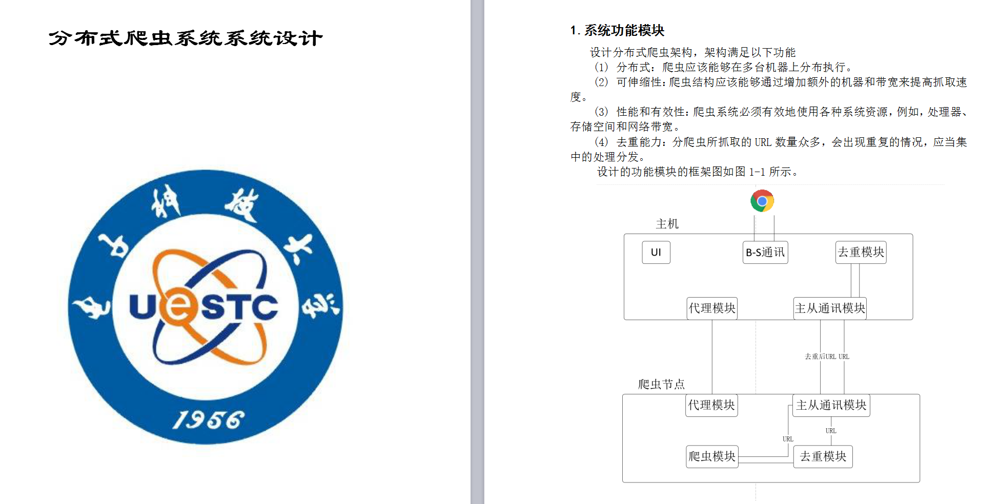 分布式爬虫系统系统设计
电子科技大学
UeSTC
1956
1.系统功能模块
设计分布式爬虫架构，架构满足以下功能
(1) 分布式：爬虫应该能够在多台机器上分布执行。
(2) 可伸缩性：爬虫结构应该能够通过增加额外的机器和带宽来提高抓取速
度。
(3) 性能和有效性：爬虫系统必须有效地使用各种系统资源，例如，处理器、
存储空间和网络带宽。
(4) 去重能力：分爬虫所抓取的 URL 数量众多，会出现重复的情况，应当集
中的处理分发。
设计的功能模块的框架图如图 1-1 所示。
主机
UI
B-S通讯
去重模块
代理模块
主从通讯模块
去重后URL URL
爬虫节点
代理模块
主从通讯模块
URL
URL
爬虫模块
去重模块